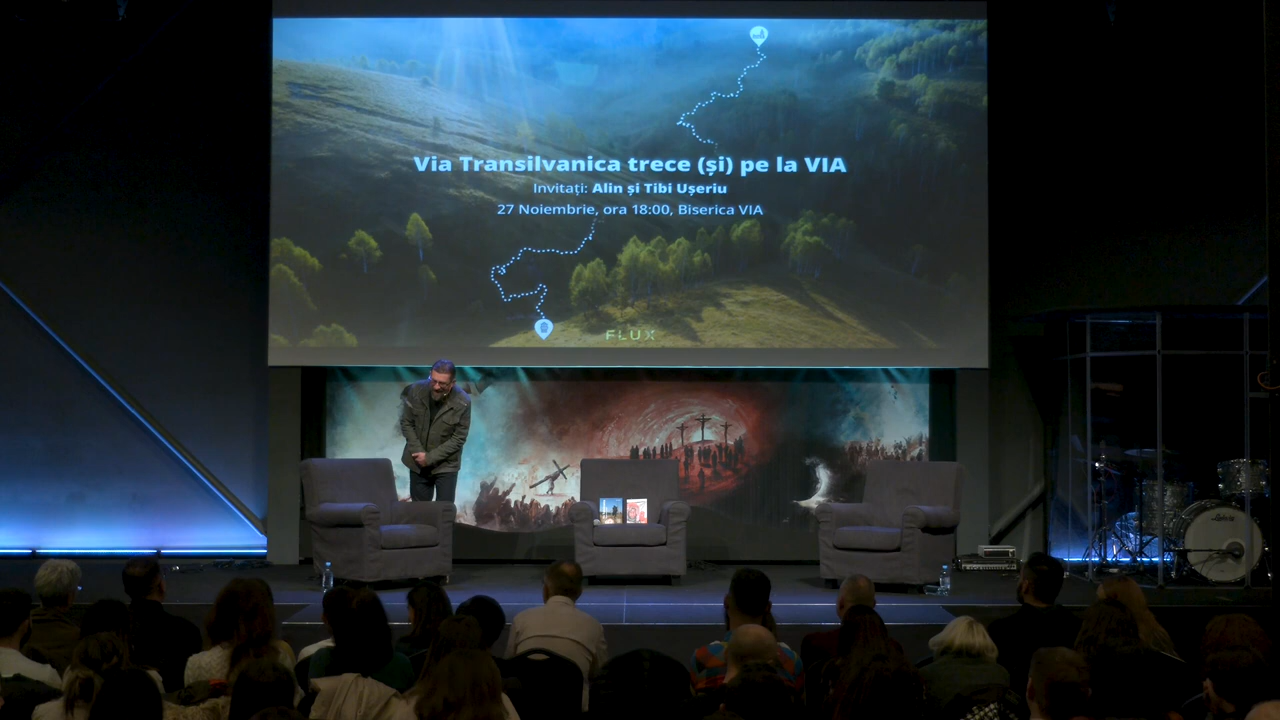 Via Transilvanica trece (și) pe la VIA
Invitați: Alin și Tibi Ușeriu
27 Noiembrie, ora 18:00, Biserica VIA
FLUX
Ludwig